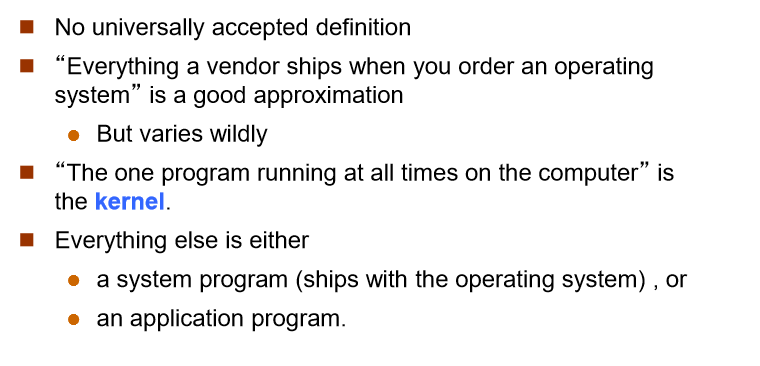 No universally accepted definition
“Everything a vendor ships when you order an operating
system” is a good approximation
But varies wildly
“The one program running at all times on the computer” is
the kernel.
Everything else is either
a system program (ships with the operating system) , or
an application program.